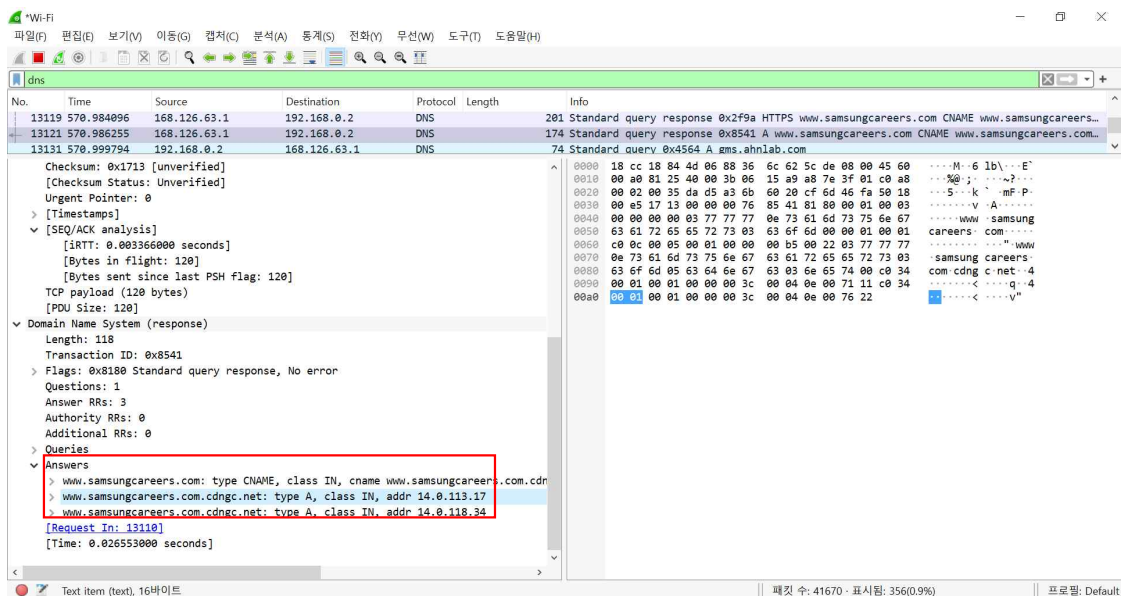 *Wi-Fi
파일(F) 편집(E) 보기(V) 이동(G) 캡처(C) 분석(A) 통계(S) 전화(Y) 무선(W) 도구(T) 도움말(H)
dns
No. Time Source Destination Protocol Length Info
13119 570.984096 168.126.63.1 192.168.0.2 DNS 201 Standard query response 0x2f9a HTTPS www.samsungcareers.com CNAME www.samsungcareers…
13121 570.986255 168.126.63.1 192.168.0.2 DNS 174 Standard query response 0x8541 A www.samsungcareers.com CNAME www.samsungcareers.com…
13131 570.999794 192.168.0.2 168.126.63.1 DNS 74 Standard query 0x4564 A gms.ahnlab.com
Checksum: 0x1713 [unverified]
[Checksum Status: Unverified]
Urgent Pointer: 0
> [Timestamps]
[SEQ/ACK analysis]
[iRTT: 0.003366000 seconds]
[Bytes in flight: 120]
[Bytes sent since last PSH flag: 120]
TCP payload (120 bytes)
[PDU Size: 120]
Domain Name System (response)
Length: 118
Transaction ID: 0x8541
> Flags: 0x8180 Standard query response, No error
Questions: 1
Answer RRs: 3
Authority RRs: 0
Additional RRs: 0
> Queries
Answers
> www.samsungcareers.com: type CNAME, class IN, cname www.samsungcareers.com.cdn
> www.samsungcareers.com.cdngc.net: type A, class IN, addr 14.0.113.17
> www.samsungcareers.com.cdngc.net: type A, class IN, addr 14.0.118.34
[Request In: 13110]
[Time: 0.026553000 seconds]
0000 18 cc 18 84 4d 06 88 36 6c 62 5c de 08 00 45 60 ····M··6 lb\···E`
0010 00 a0 81 25 40 00 3b 06 15 a9 a8 7e 3f 01 c0 a8 ···%@·;· ···~?···
0020 00 02 00 35 da d5 a3 6b 60 20 cf 6d 46 fa 50 18 ···5···k ` ·mF·P·
0030 00 e5 17 13 00 00 00 76 85 41 81 80 00 01 00 03 ·······v ·A······
0040 00 00 00 00 03 77 77 77 0e 73 61 6d 73 75 6e 67 ·····www ·samsung
0050 63 61 72 65 65 72 73 03 63 6f 6d 00 00 01 00 01 careers· com·····
0060 c0 0c 00 05 00 01 00 00 00 b5 00 22 03 77 77 77 ········ ···"·www
0070 0e 73 61 6d 73 75 6e 67 63 61 72 65 65 72 73 03 ·samsung careers·
0080 63 6f 6d 05 63 64 6e 67 63 03 6e 65 74 00 c0 34 com·cdng c·net··4
0090 00 01 00 01 00 00 00 3c 00 04 0e 00 71 11 c0 34 ·······< ····q··4
00a0 00 01 00 01 00 00 00 3c 00 04 0e 00 76 22 ·······< ····v"
Text item (text), 16바이트 패킷 수: 41670 · 표시됨: 356(0.9%) 프로필: Default